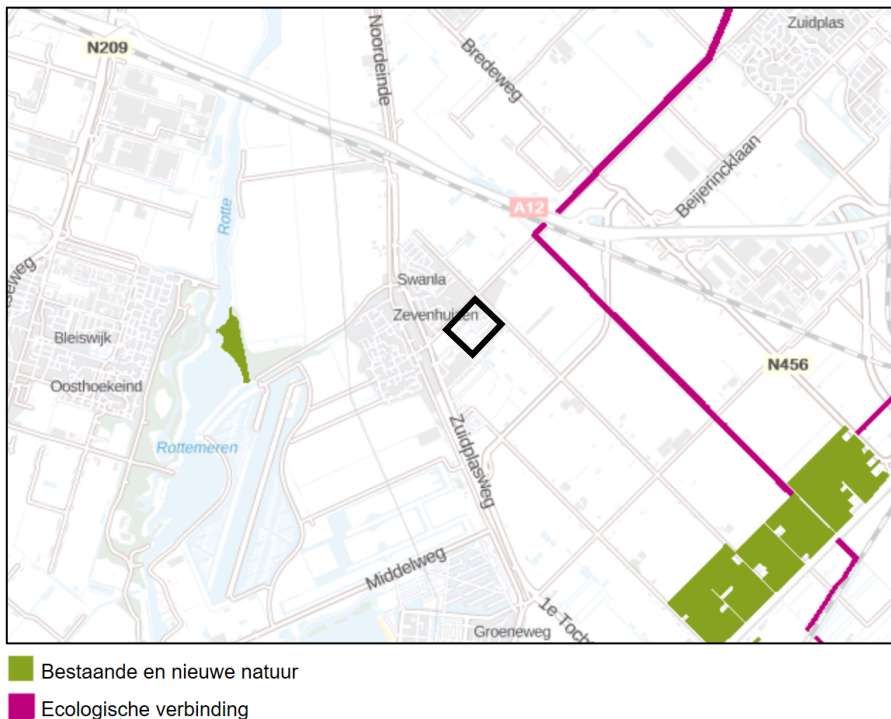 Zuidplas
N209
Noordeinde
Bredeweg
Beijerincklaan
A12
Rotte
Swanla
Zevenhuizen
Bleiswijk
N456
Oosthoekeind
Rottemeren
Zuidplasweg
Middelweg
1e Toch
Groeneweg
Bestaande en nieuwe natuur
Ecologische verbinding